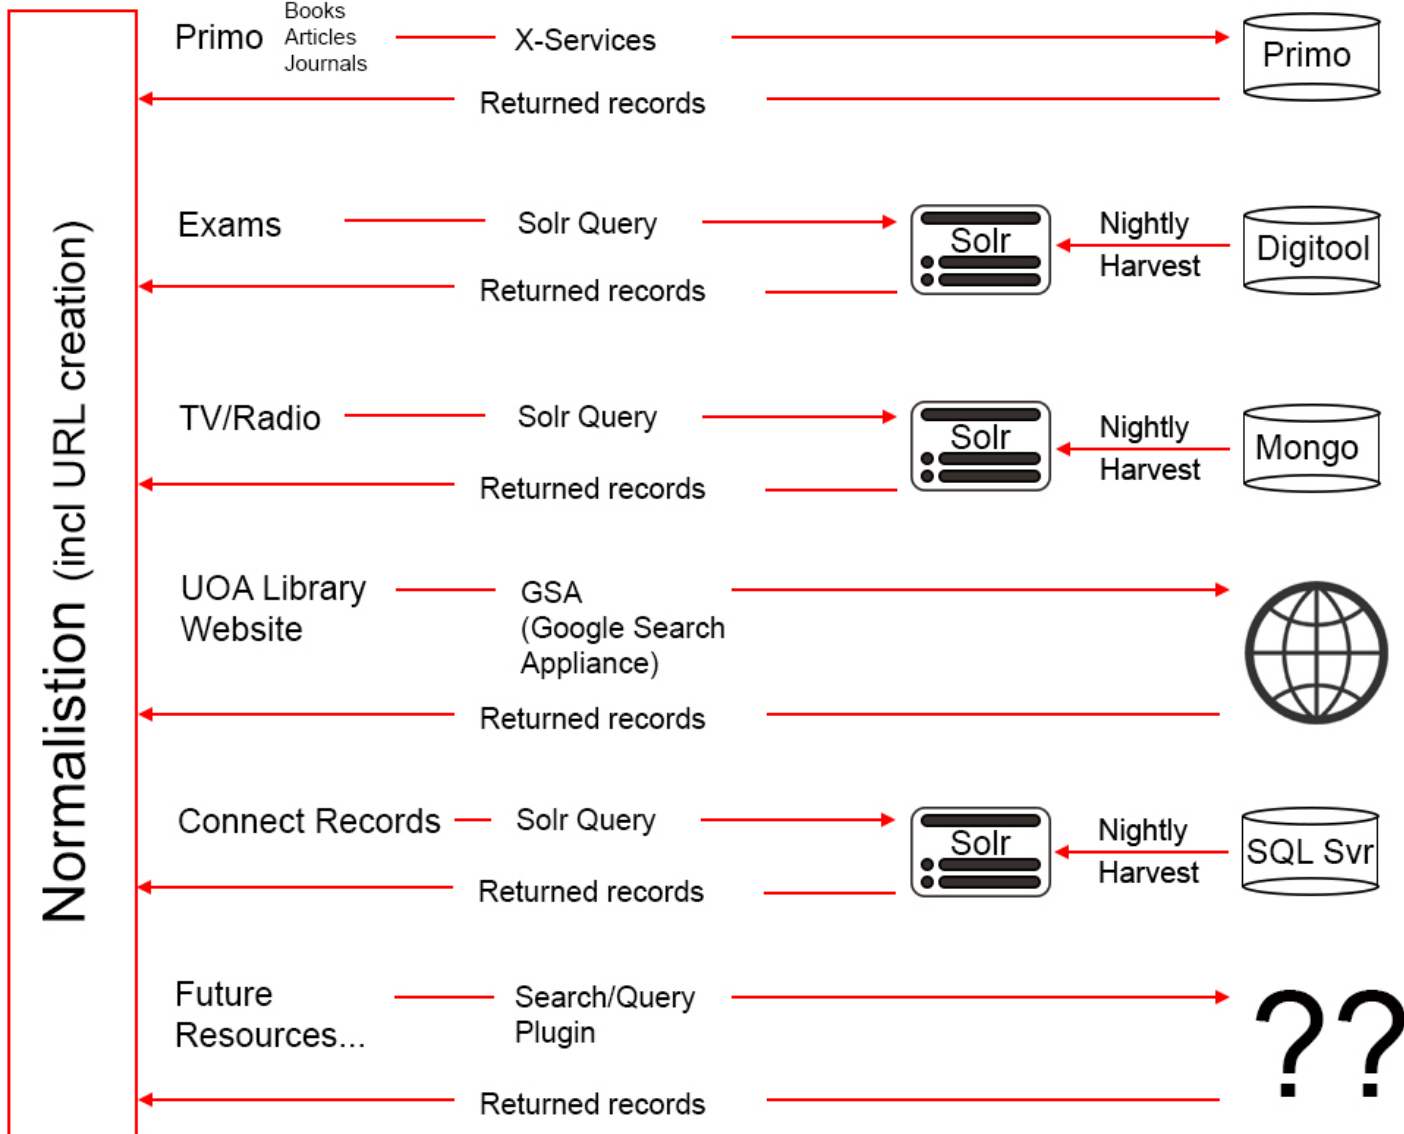 Normalistion (incl URL creation)
Primo
Books
Articles
Journals
X-Services
Primo
Returned records
Exams
Solr Query
Solr
Nightly
Harvest
Digitool
Returned records
TV/Radio
Solr Query
Solr
Nightly
Harvest
Mongo
Returned records
UOA Library
Website
GSA
(Google Search
Appliance)
Returned records
Connect Records
Solr Query
Solr
Nightly
Harvest
SQL Svr
Returned records
Future
Resources...
Search/Query
Plugin
??
Returned records